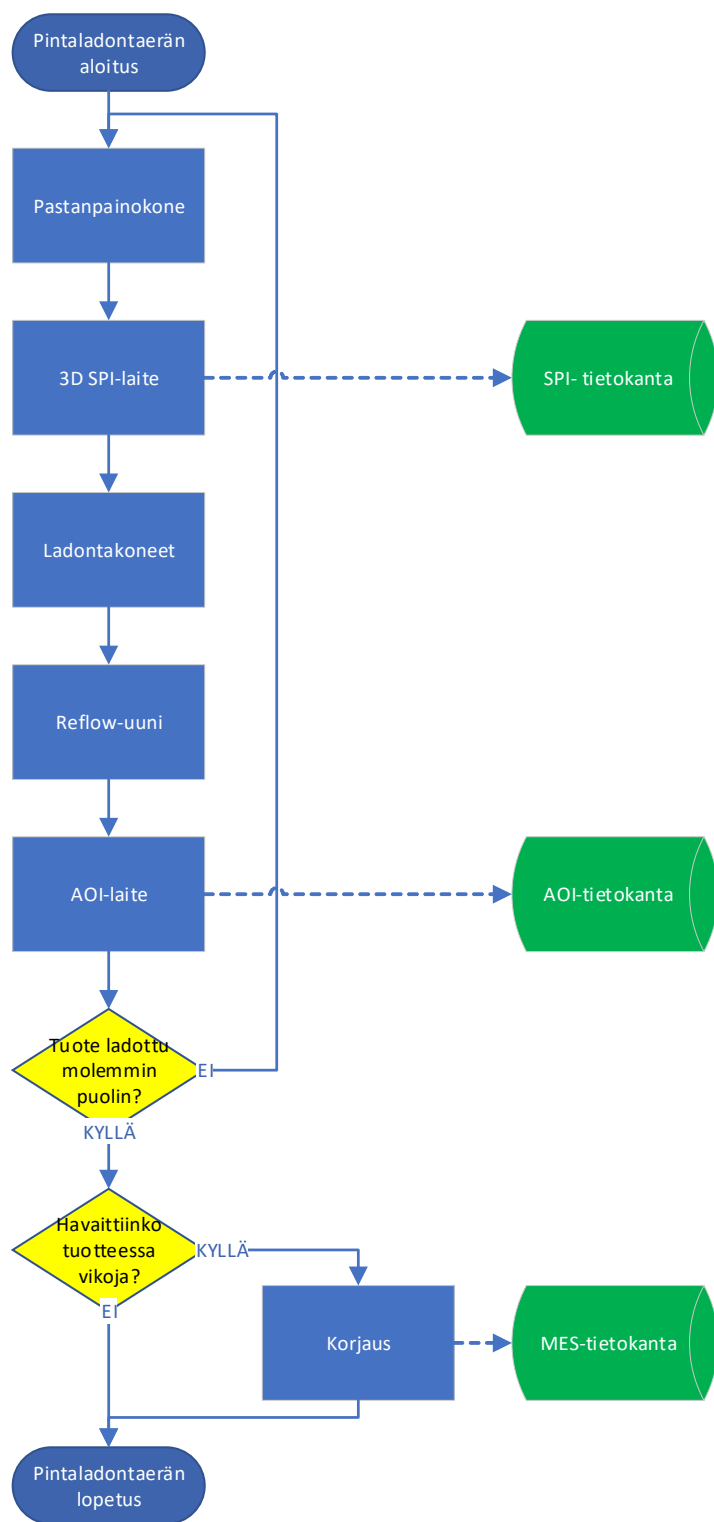 Pintaladontaerän
aloitus
Pastanpainokone
3D SPI-laite
SPI- tietokanta
Ladontakoneet
Reflow-uuni
AOI-laite
AOI-tietokanta
Tuote ladottu
molemmin
puolin?
EI
KYLLÄ
Havaittiinko
tuotteessa
vikoja?
KYLLÄ
EI
Korjaus
MES-tietokanta
Pintaladontaerän
lopetus